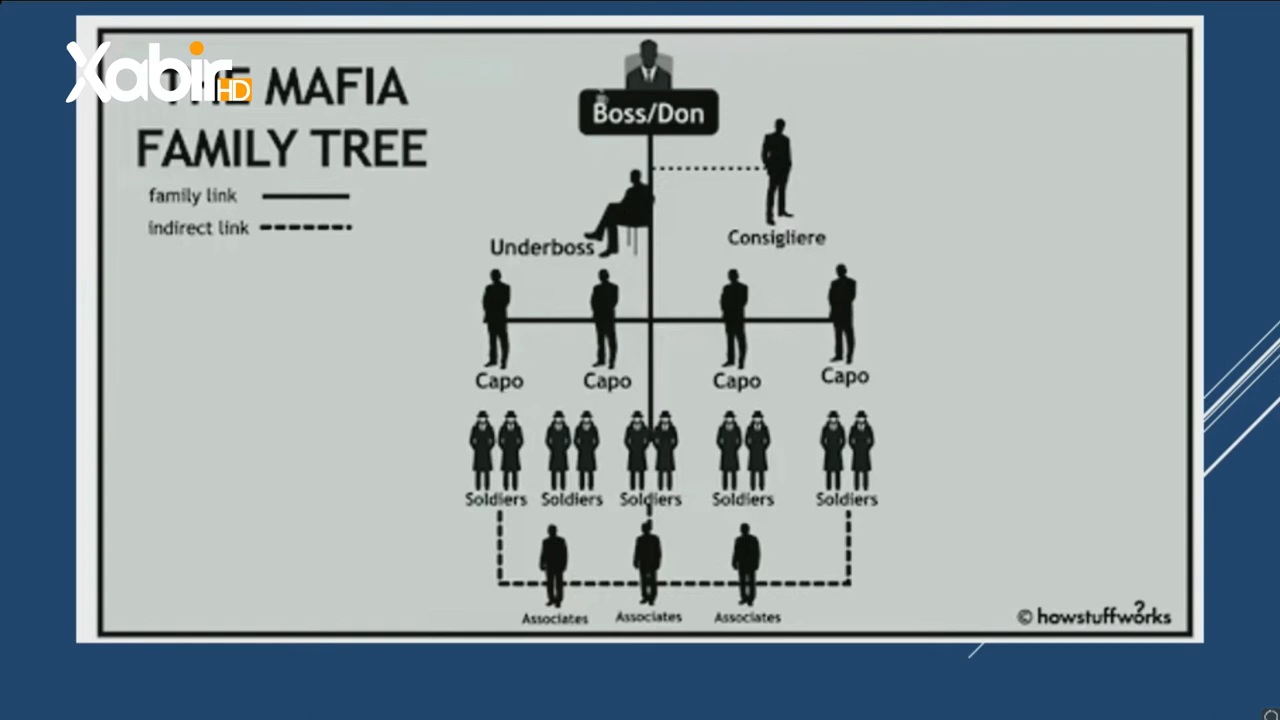 Xabir HD
THE MAFIA
FAMILY TREE
family link
indirect link
Boss/Don
Underboss
Consigliere
Capo Capo Capo Capo
Soldiers Soldiers Soldiers Soldiers Soldiers
Associates Associates Associates
© howstuffworks